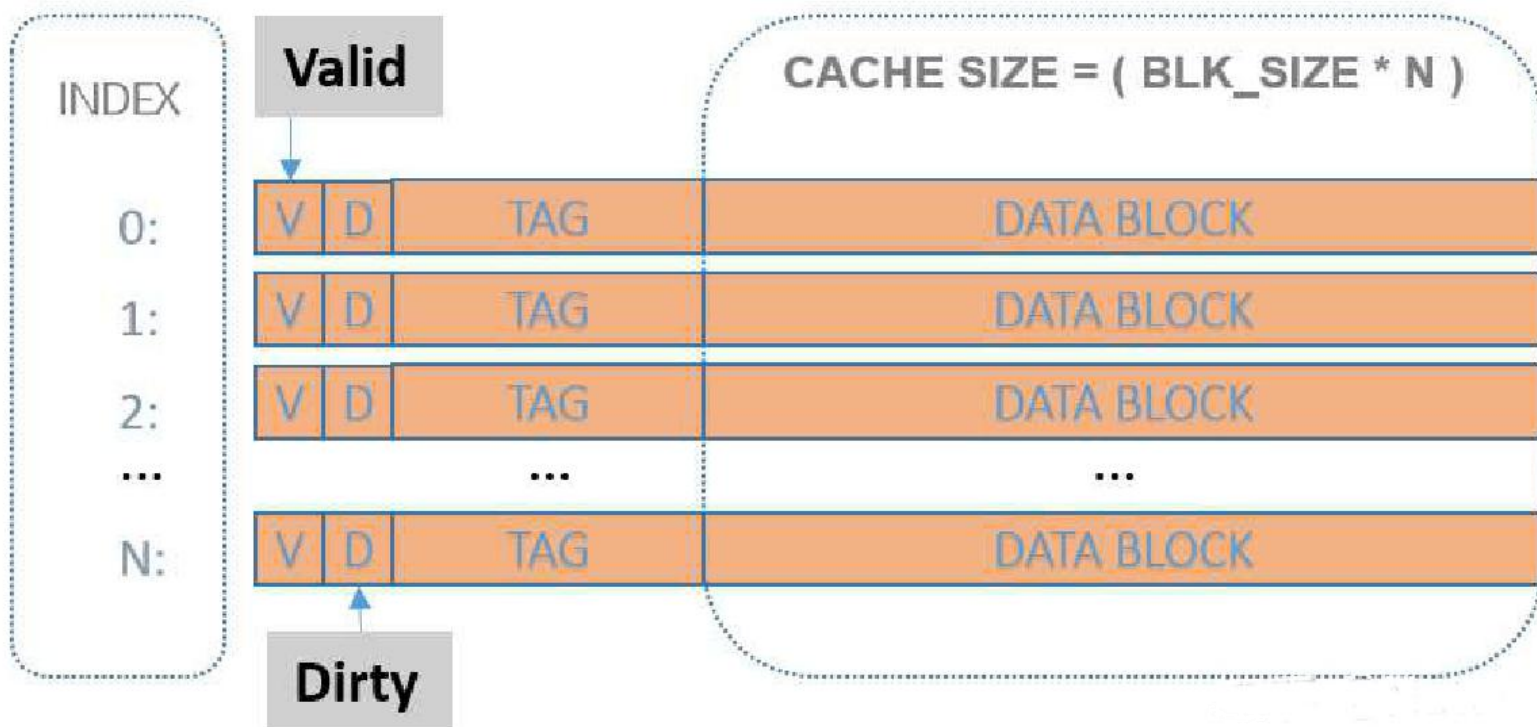 Valid
CACHE SIZE = ( BLK_SIZE * N )
INDEX
0: V D TAG DATA BLOCK
1: V D TAG DATA BLOCK
2: V D TAG DATA BLOCK
... ... ...
N: V D TAG DATA BLOCK
Dirty